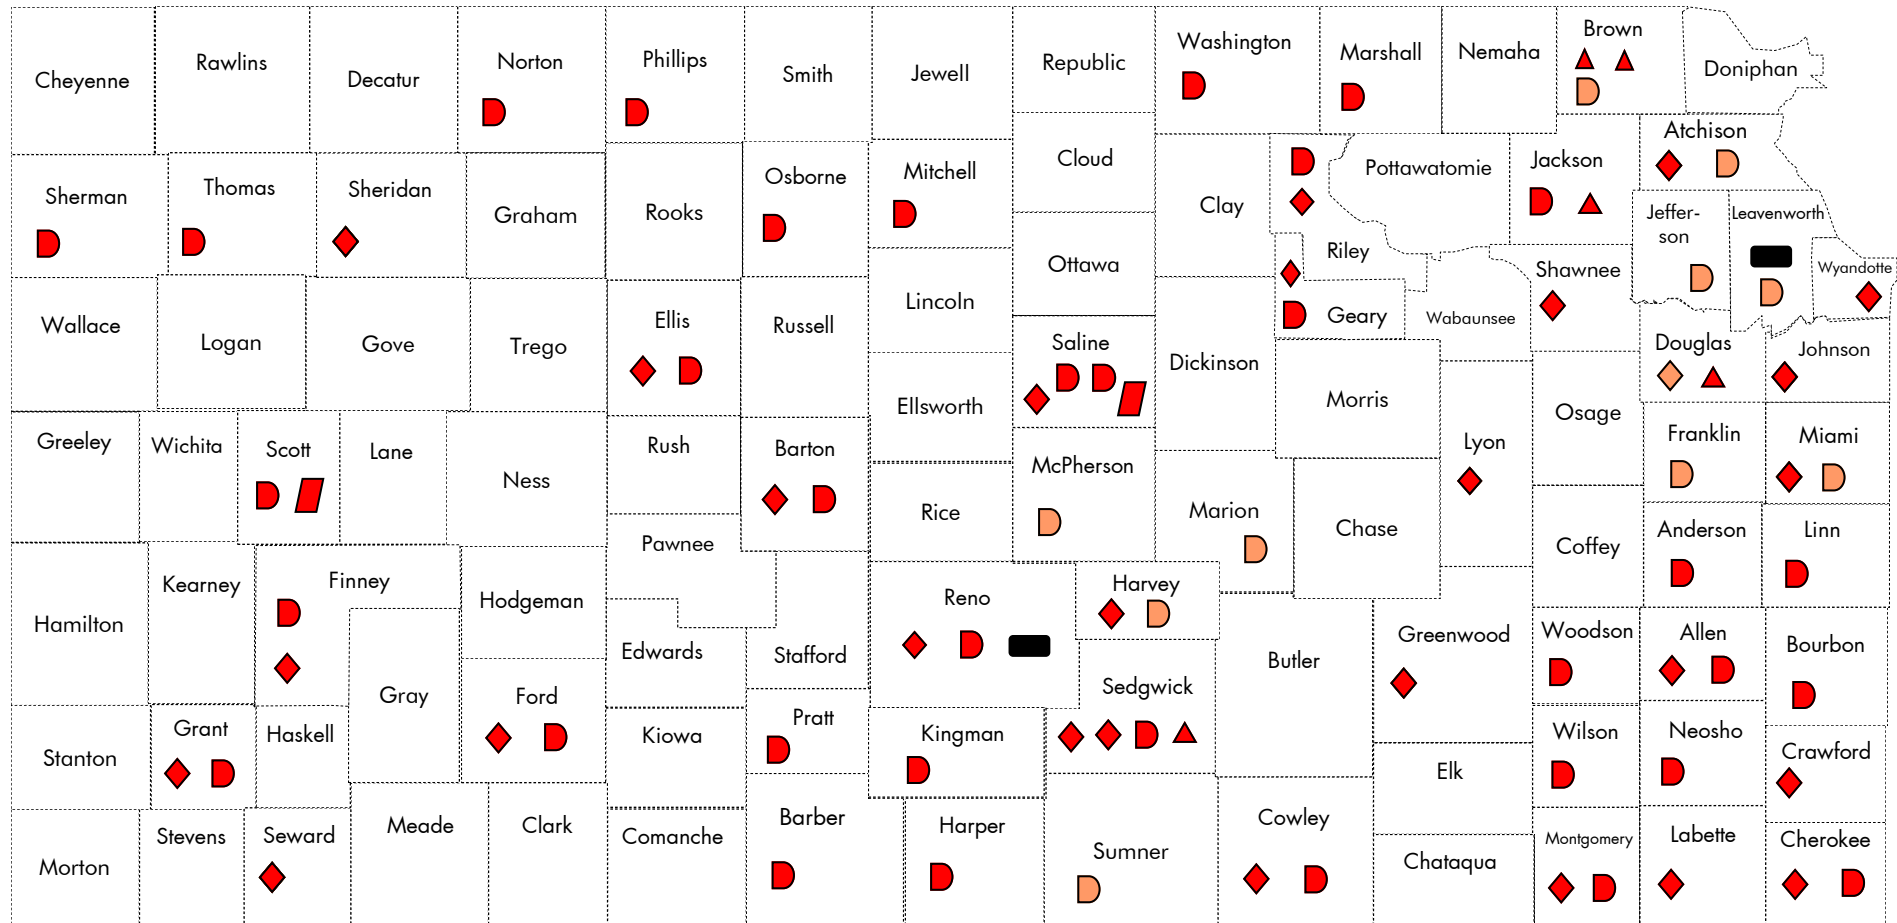 Cheyenne
Rawlins
Decatur
Norton
Phillips
Smith
Jewell
Republic
Washington
Marshall
Nemaha
Brown
Doniphan
Sherman
Thomas
Sheridan
Graham
Rooks
Osborne
Mitchell
Cloud
Clay
Riley
Pottawatomie
Jackson
Atchison
Jeffer-
son
Leavenworth
Wyandotte
Wallace
Logan
Gove
Trego
Ellis
Russell
Lincoln
Ottawa
Saline
Dickinson
Geary
Wabaunsee
Shawnee
Douglas
Johnson
Greeley
Wichita
Scott
Lane
Ness
Rush
Barton
Ellsworth
McPherson
Marion
Morris
Chase
Lyon
Osage
Franklin
Miami
Hamilton
Kearney
Finney
Hodgeman
Pawnee
Edwards
Stafford
Rice
Reno
Harvey
Sedgwick
Butler
Greenwood
Coffey
Anderson
Linn
Woodson
Allen
Bourbon
Stanton
Grant
Haskell
Gray
Ford
Kiowa
Pratt
Kingman
Elk
Wilson
Neosho
Crawford
Morton
Stevens
Seward
Meade
Clark
Comanche
Barber
Harper
Sumner
Cowley
Chataqua
Montgomery
Labette
Cherokee